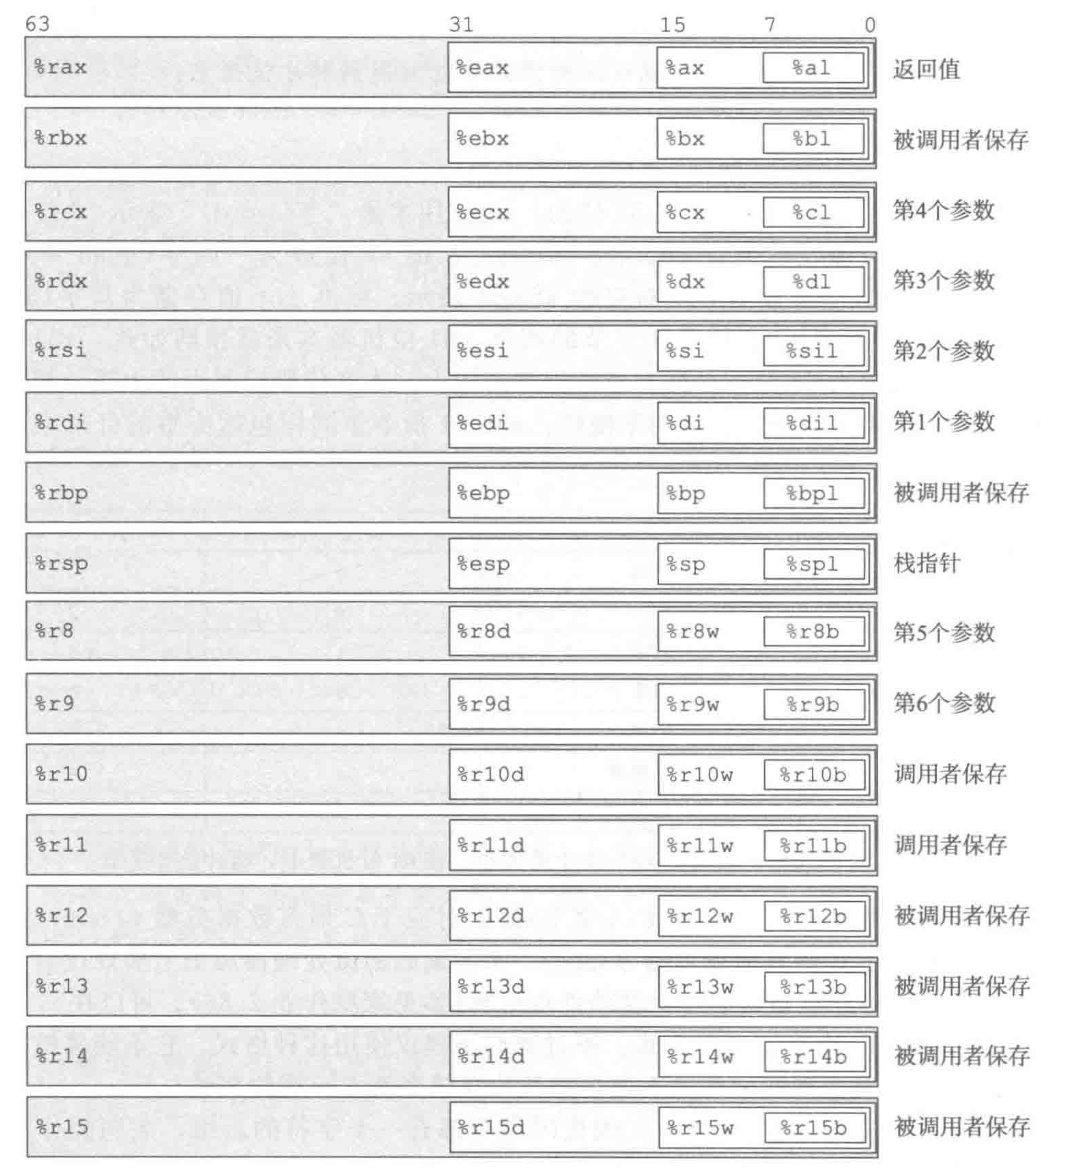 63 31 15 7 0
%rax %eax %ax %al 返回值
%rbx %ebx %bx %bl 被调用者保存
%rcx %ecx %cx %cl 第4个参数
%rdx %edx %dx %dl 第3个参数
%rsi %esi %si %sil 第2个参数
%rdi %edi %di %dil 第1个参数
%rbp %ebp %bp %bpl 被调用者保存
%rsp %esp %sp %spl 栈指针
%r8 %r8d %r8w %r8b 第5个参数
%r9 %r9d %r9w %r9b 第6个参数
%r10 %r10d %r10w %r10b 调用者保存
%r11 %r11d %r11w %r11b 调用者保存
%r12 %r12d %r12w %r12b 被调用者保存
%r13 %r13d %r13w %r13b 被调用者保存
%r14 %r14d %r14w %r14b 被调用者保存
%r15 %r15d %r15w %r15b 被调用者保存